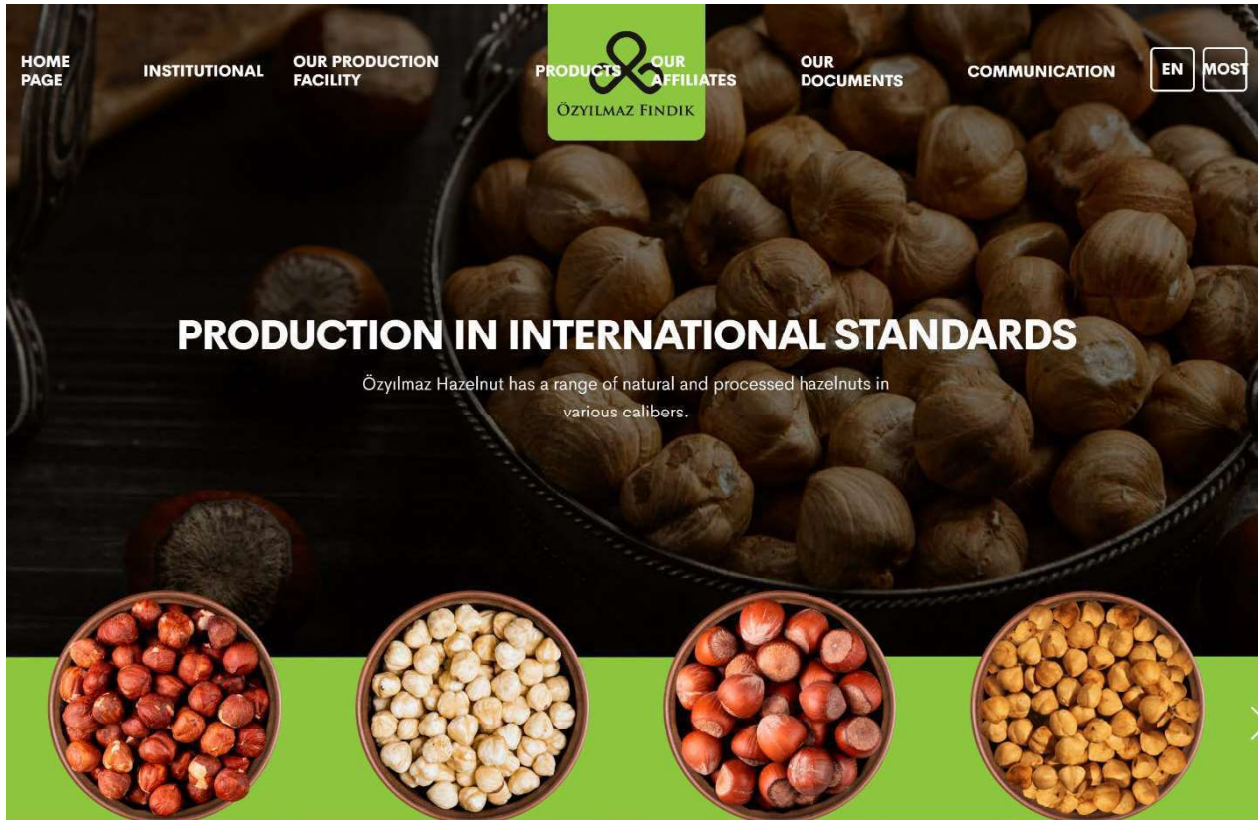 HOME
PAGE
INSTITUTIONAL
OUR PRODUCTION
FACILITY
PRODUCTS
OUR
AFFILIATES
OUR
DOCUMENTS
COMMUNICATION
EN
MOST
ÖZYILMAZ FINDIK
PRODUCTION IN INTERNATIONAL STANDARDS
Özyılmaz Hazelnut has a range of natural and processed hazelnuts in
various calibers.